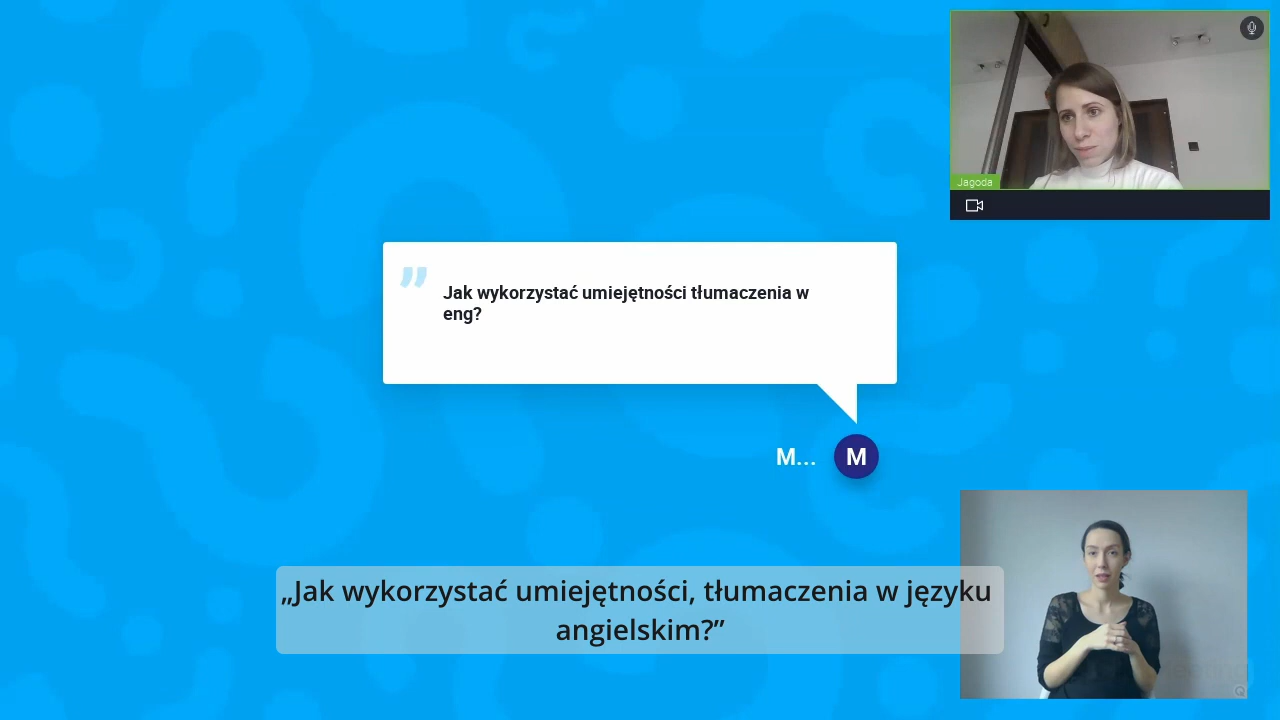 Jagoda
Jak wykorzystać umiejętności tłumaczenia w
eng?
M...
M
„Jak wykorzystać umiejętności, tłumaczenia w języku
angielskim?”